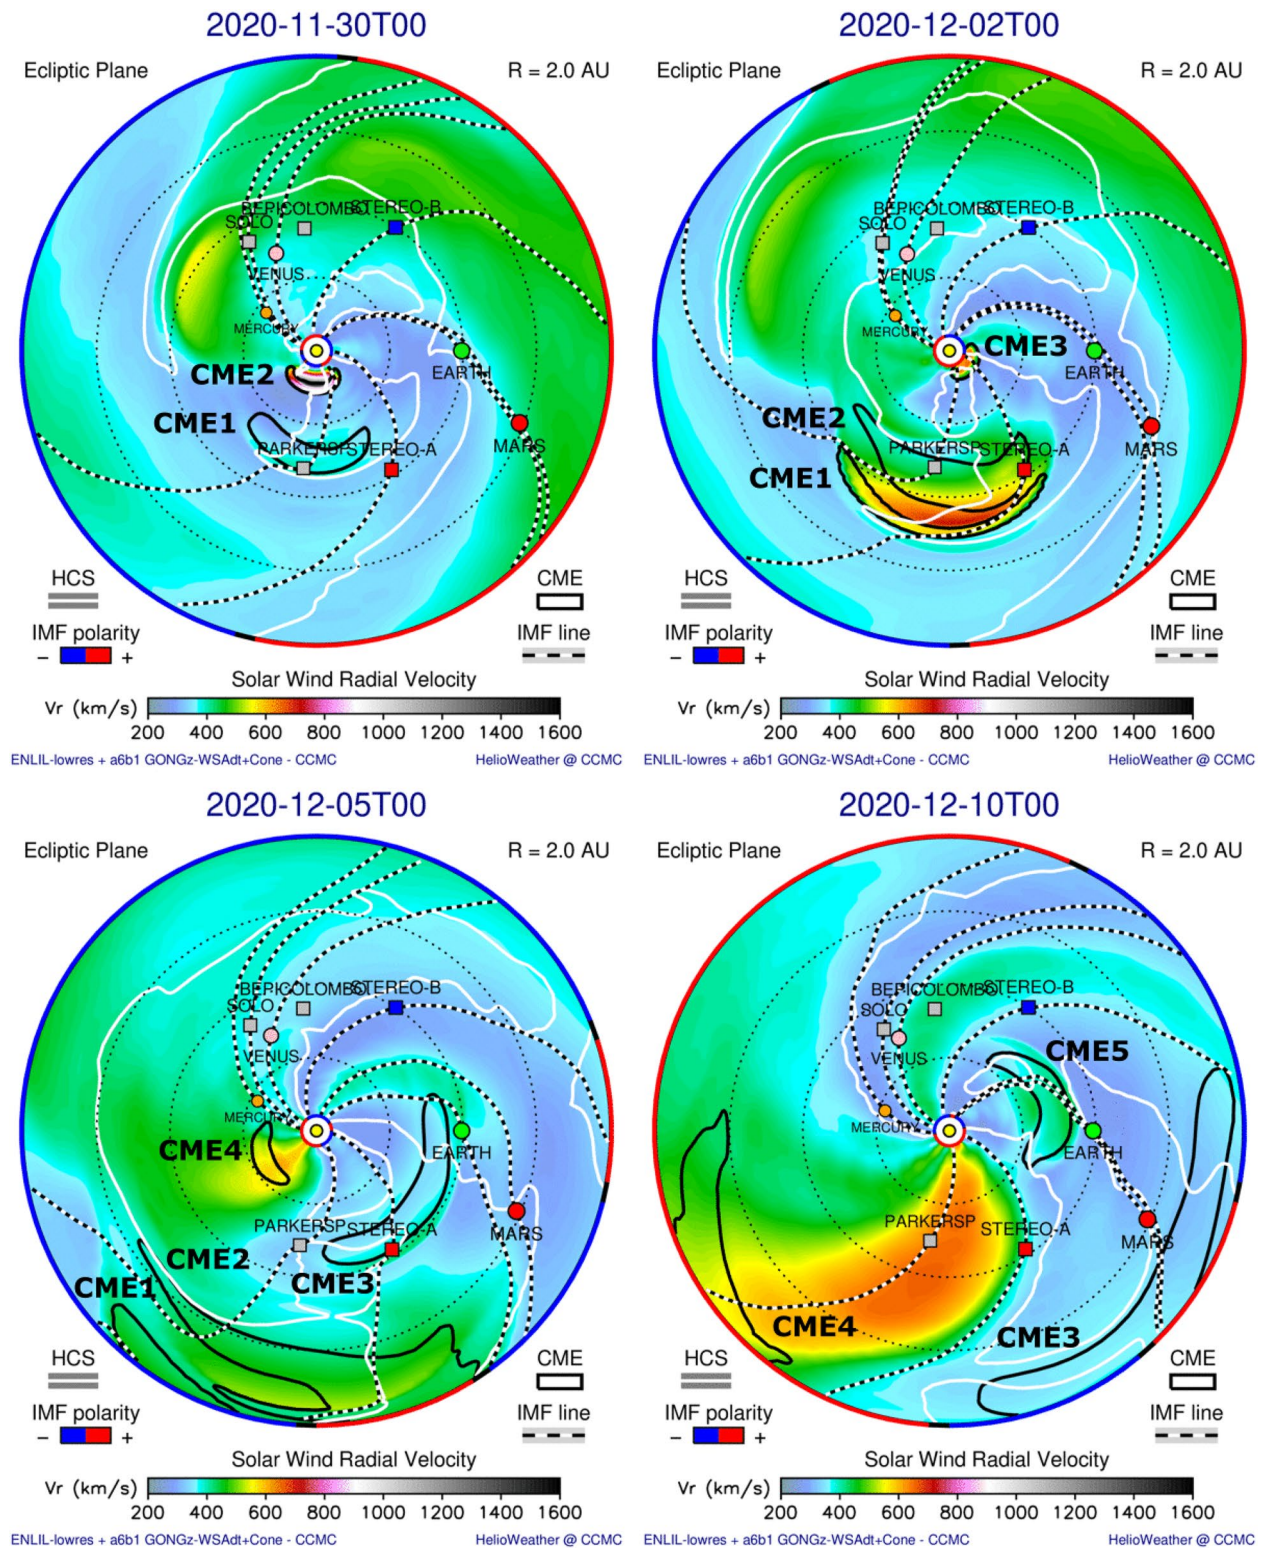 2020-11-30T00
Ecliptic Plane
R = 2.0 AU
BEPICOLOMBO
STEREO-B
SOLO
VENUS
MERCURY
CME2
EARTH
CME1
PARKERSP
STEREO-A
MARS
HCS
CME
IMF polarity
IMF line
− +
Solar Wind Radial Velocity
Vr (km/s)
200 400 600 800 1000 1200 1400 1600
ENLIL-lowres + a6b1 GONGz-WSAdt+Cone - CCMC
HelioWeather @ CCMC
2020-12-02T00
Ecliptic Plane
R = 2.0 AU
BEPICOLOMBO
STEREO-B
SOLO
VENUS
MERCURY
CME3
EARTH
CME2
PARKERSP
STEREO-A
MARS
CME1
HCS
CME
IMF polarity
IMF line
− +
Solar Wind Radial Velocity
Vr (km/s)
200 400 600 800 1000 1200 1400 1600
ENLIL-lowres + a6b1 GONGz-WSAdt+Cone - CCMC
HelioWeather @ CCMC
2020-12-05T00
Ecliptic Plane
R = 2.0 AU
BEPICOLOMBO
STEREO-B
SOLO
VENUS
MERCURY
CME4
EARTH
PARKERSP
STEREO-A
MARS
CME2
CME1
CME3
HCS
CME
IMF polarity
IMF line
− +
Solar Wind Radial Velocity
Vr (km/s)
200 400 600 800 1000 1200 1400 1600
ENLIL-lowres + a6b1 GONGz-WSAdt+Cone - CCMC
HelioWeather @ CCMC
2020-12-10T00
Ecliptic Plane
R = 2.0 AU
BEPICOLOMBO
STEREO-B
SOLO
CME5
VENUS
MERCURY
EARTH
PARKERSP
STEREO-A
MARS
CME4
CME3
HCS
CME
IMF polarity
IMF line
− +
Solar Wind Radial Velocity
Vr (km/s)
200 400 600 800 1000 1200 1400 1600
ENLIL-lowres + a6b1 GONGz-WSAdt+Cone - CCMC
HelioWeather @ CCMC